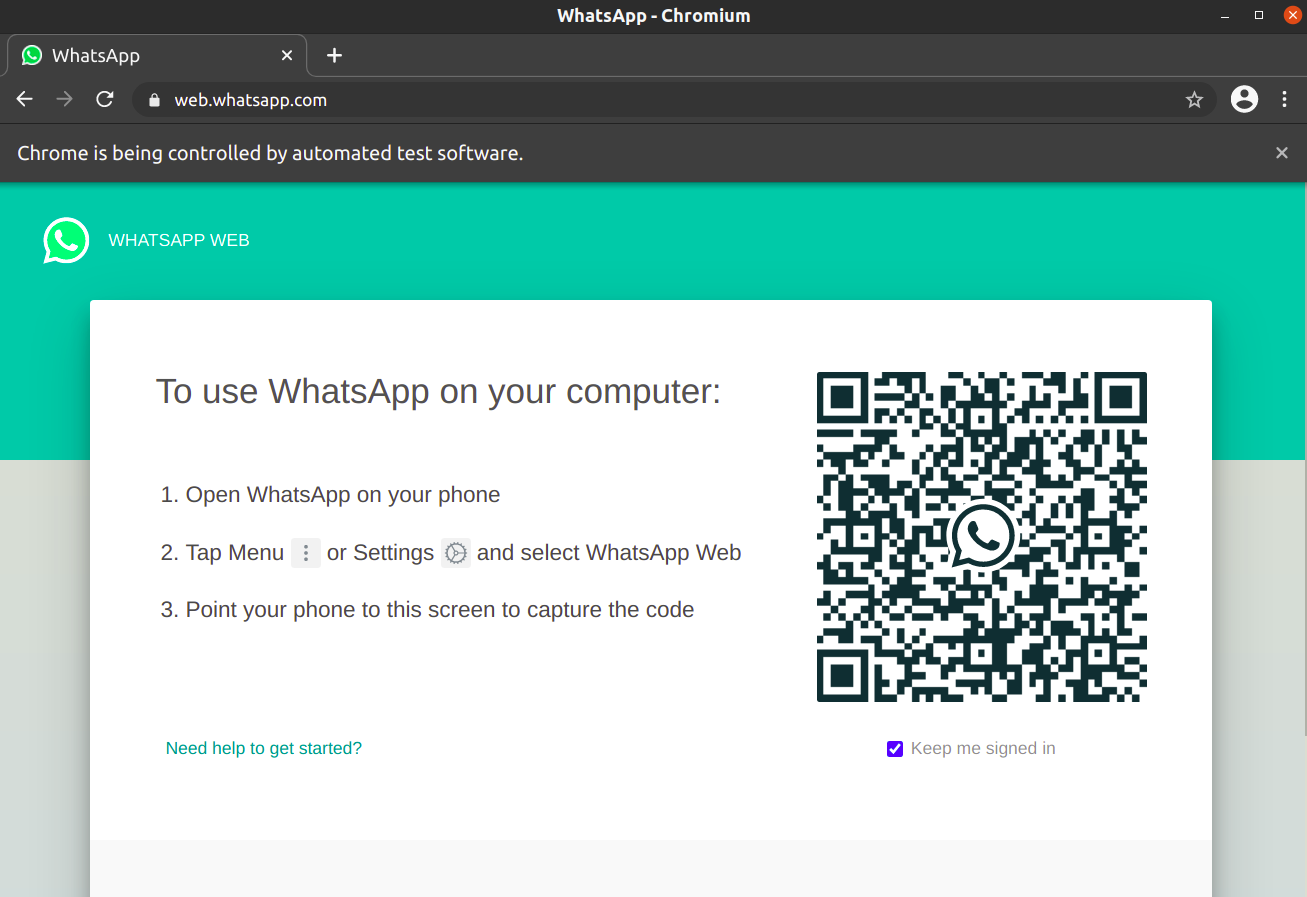 WhatsApp - Chromium
WhatsApp
web.whatsapp.com
Chrome is being controlled by automated test software.
WHATSAPP WEB
To use WhatsApp on your computer:
1. Open WhatsApp on your phone
2. Tap Menu or Settings and select WhatsApp Web
3. Point your phone to this screen to capture the code
Need help to get started?
Keep me signed in